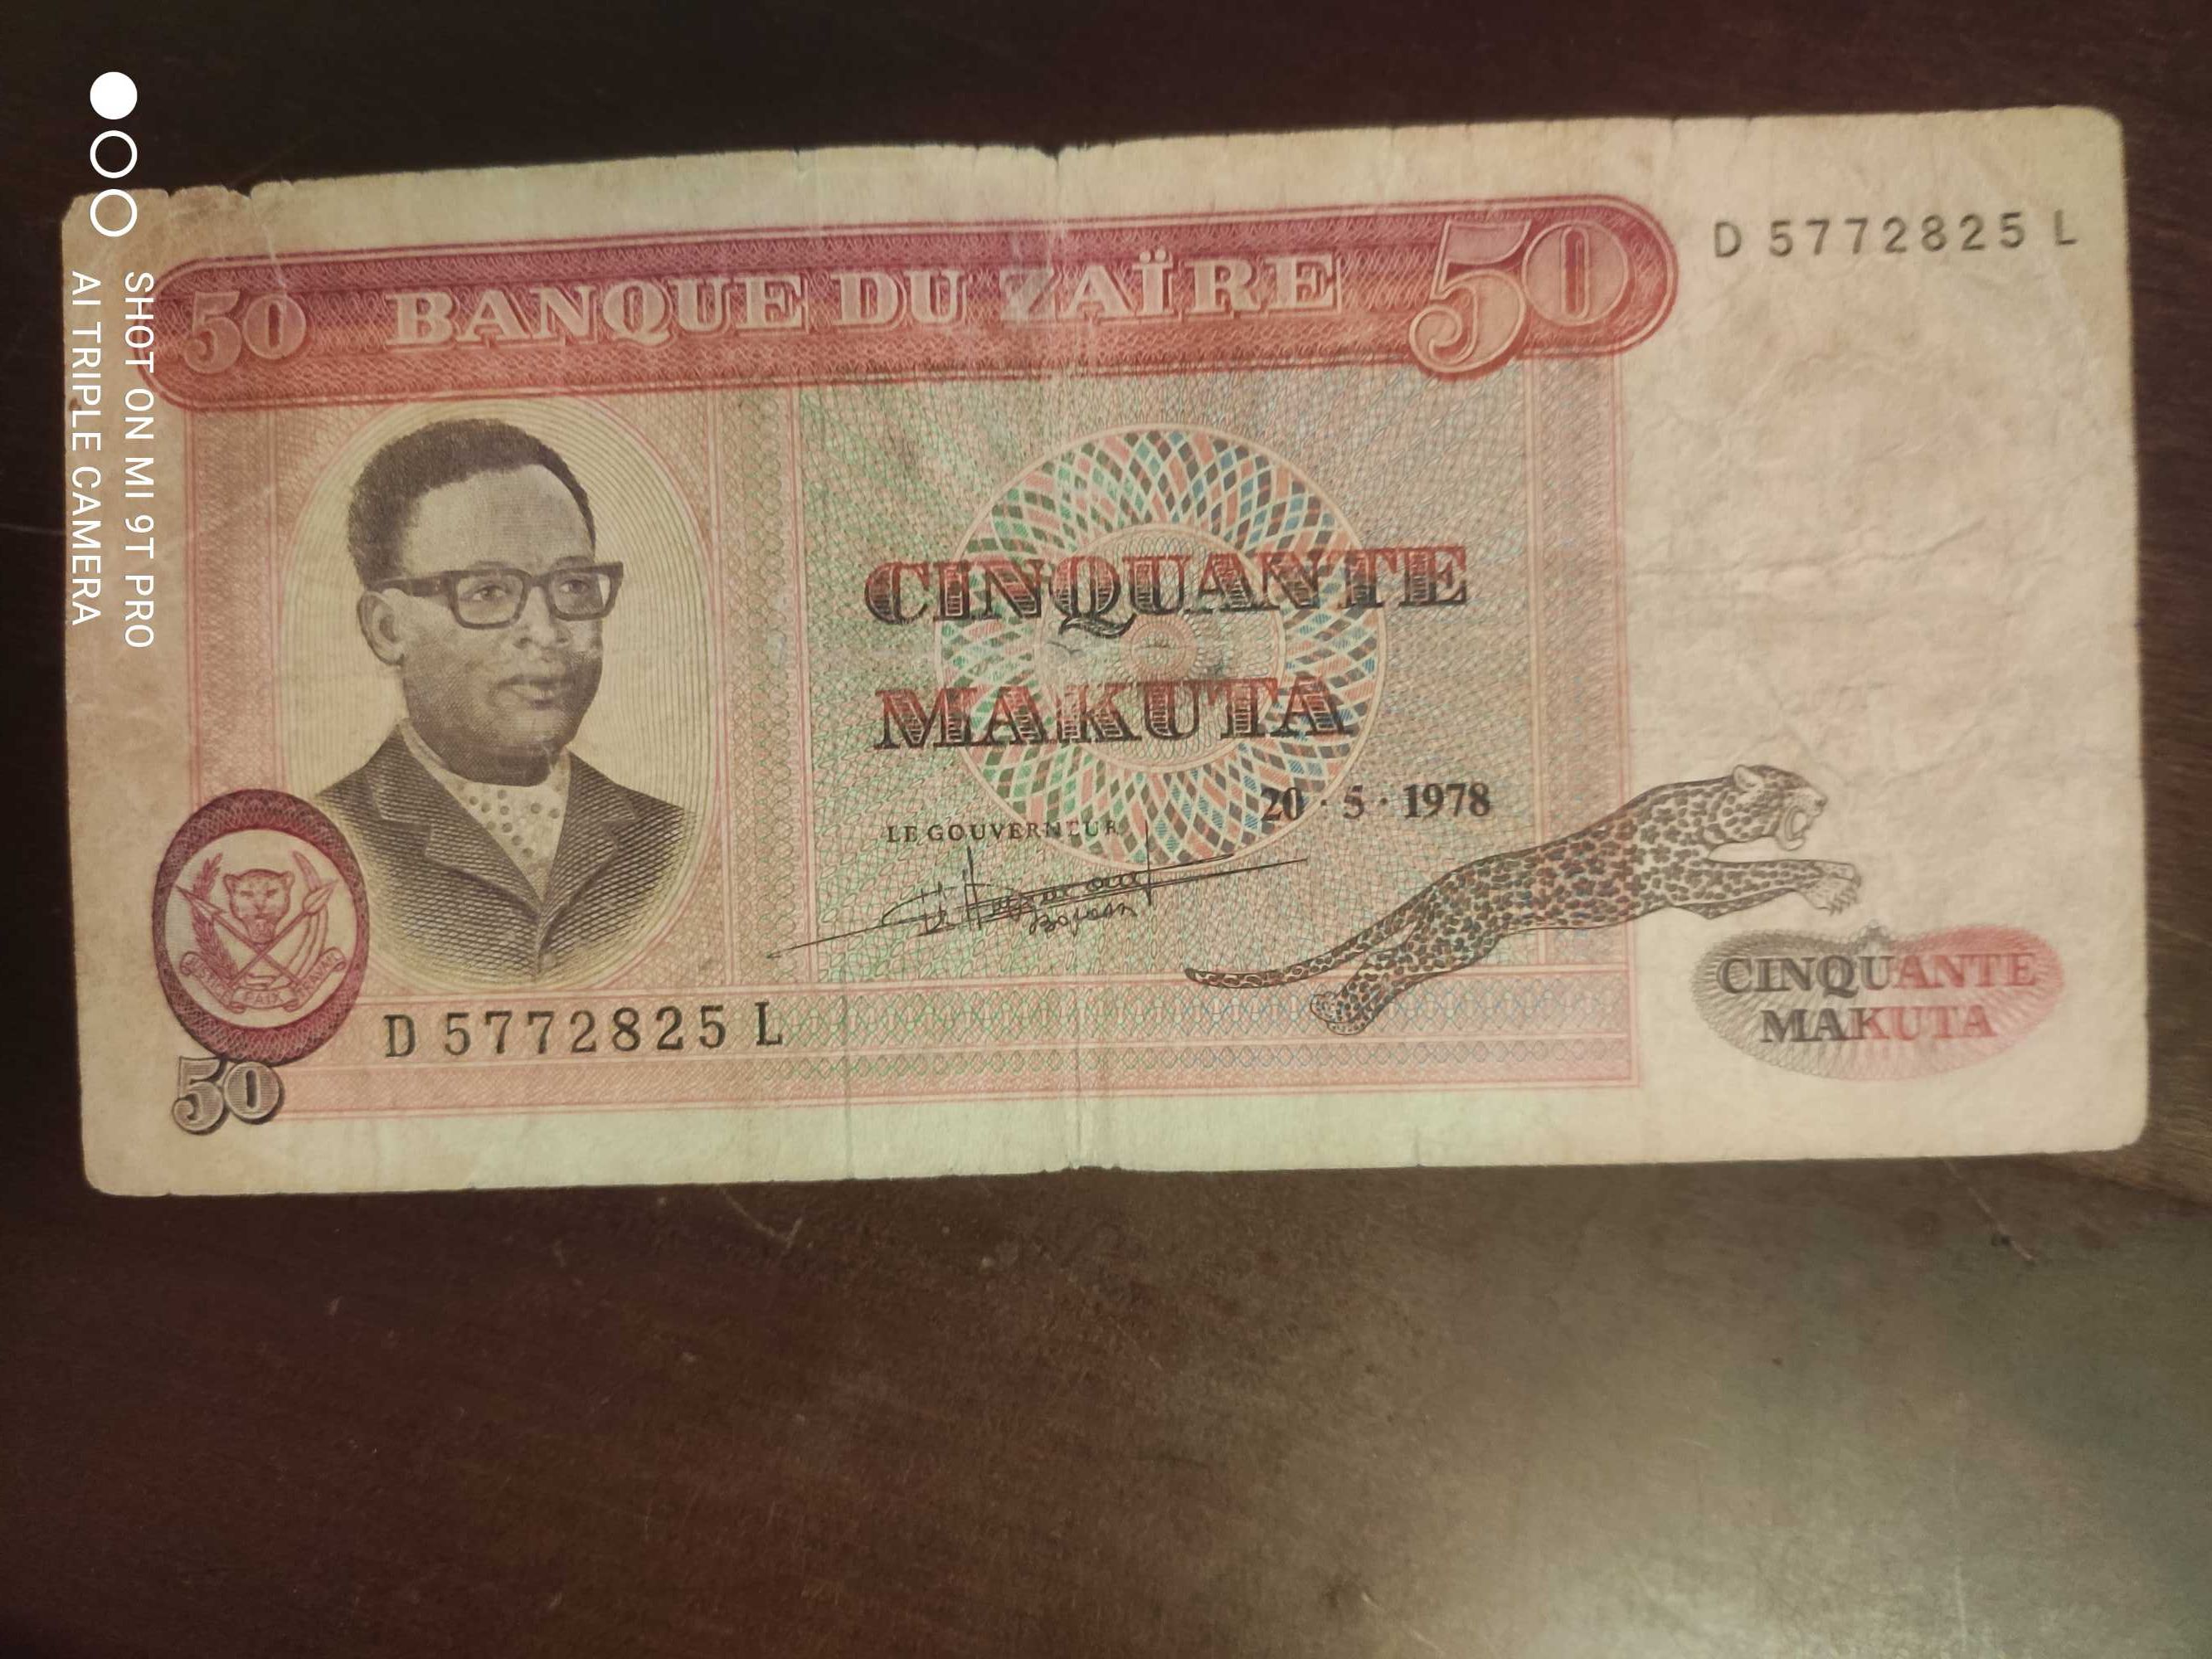 D 5772825 L
50 BANQUE DU ZAÏRE 50
CINQUANTE
MAKUTA
20·5·1978
LE GOUVERNEUR
CINQUANTE
MAKUTA
PAIX
D 5772825 L
50
SHOT ON MI 9T PRO
AI TRIPLE CAMERA